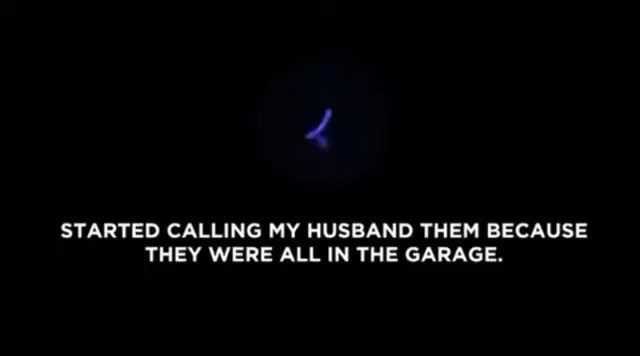 STARTED CALLING MY HUSBAND THEM BECAUSE
THEY WERE ALL IN THE GARAGE.